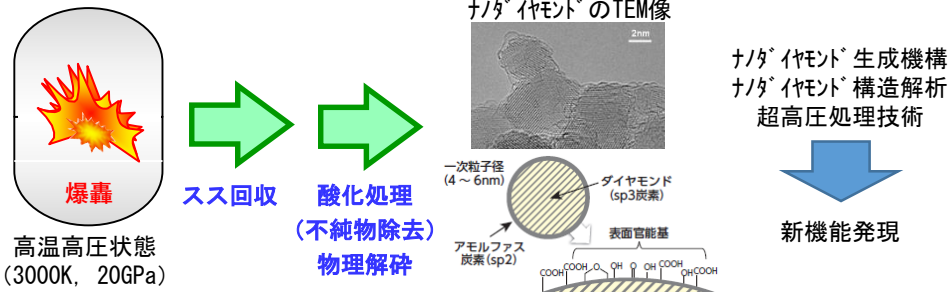 ﾅﾉﾀﾞｲﾔﾓﾝﾄﾞのTEM像
2nm
爆轟
高温高圧状態
(3000K, 20GPa)
スス回収
酸化処理
(不純物除去)
物理解砕
一次粒子径
(4 ～ 6nm)
ダイヤモンド
(sp3炭素)
アモルファス
炭素(sp2)
表面官能基
COOH COOH O OH O OH COOH OH COOH
ﾅﾉﾀﾞｲﾔﾓﾝﾄﾞ生成機構
ﾅﾉﾀﾞｲﾔﾓﾝﾄﾞ構造解析
超高圧処理技術
新機能発現